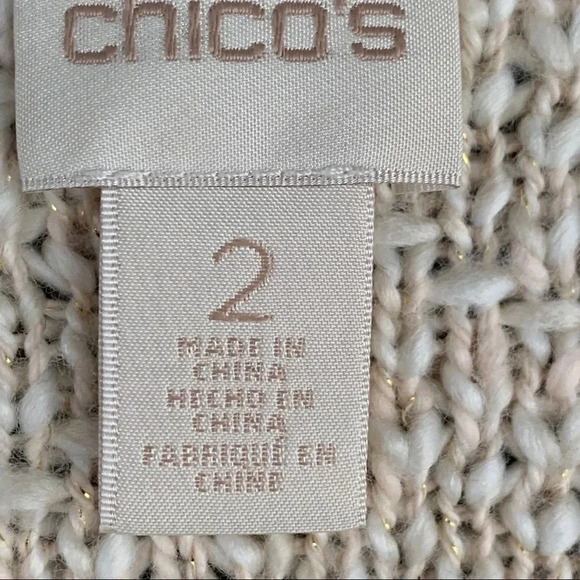 chico's
2
MADE IN
CHINA
HECHO EN
CHINA
FABRIQUÉ EN
CHINE